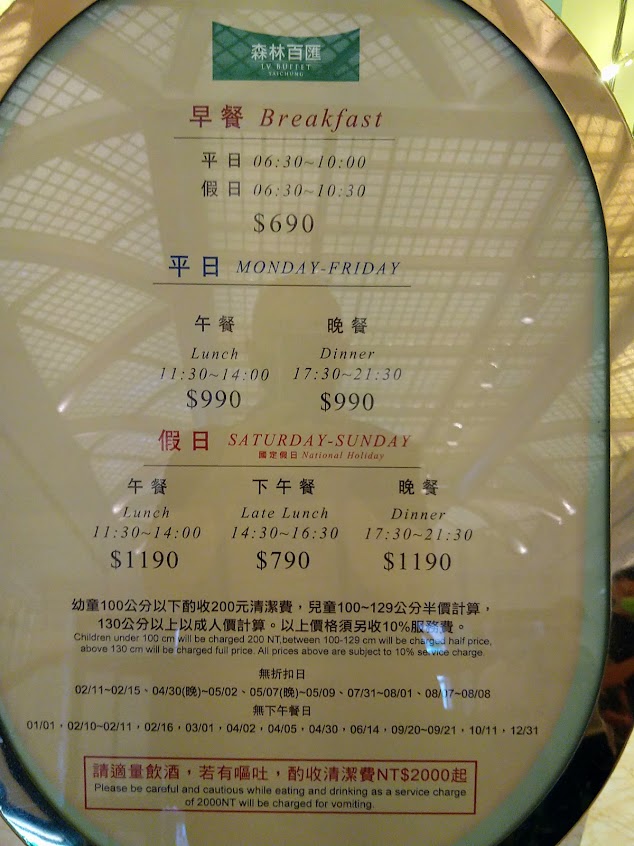 森林百匯
LV BUFFET
TAICHUNG
早餐 Breakfast
平日 06:30~10:00
假日 06:30~10:30
$690
平日 MONDAY-FRIDAY
午餐 晚餐
Lunch Dinner
11:30~14:00 17:30~21:30
$990 $990
假日 SATURDAY-SUNDAY
國定假日 National Holiday
午餐 下午餐 晚餐
Lunch Late Lunch Dinner
11:30~14:00 14:30~16:30 17:30~21:30
$1190 $790 $1190
幼童100公分以下酌收200元清潔費，兒童100~129公分半價計算，
130公分以上以成人價計算。以上價格須另收10%服務費。
Children under 100 cm will be charged 200 NT,between 100-129 cm will be charged half price,
above 130 cm will be charged full price. All prices above are subject to 10% service charge.
無折扣日
02/11~02/15、04/30(晚)~05/02、05/07(晚)~05/09、07/31~08/01、08/07~08/08
無下午餐日
01/01，02/10~02/11，02/16，03/01，04/02，04/05，04/30，06/14，09/20~09/21，10/11，12/31
請適量飲酒，若有嘔吐，酌收清潔費NT$2000起
Please be careful and cautious while eating and drinking as a service charge
of 2000NT will be charged for vomiting.